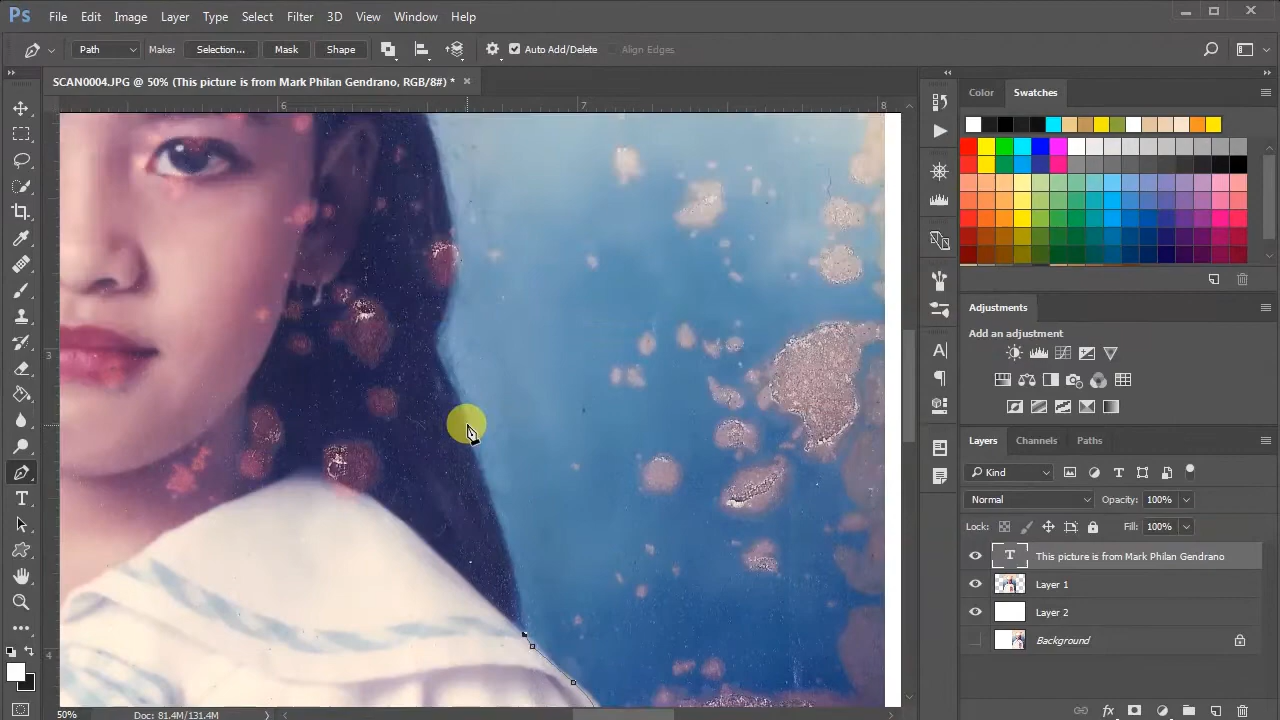 Ps File Edit Image Layer Type Select Filter 3D View Window Help
Path Make: Selection... Mask Shape Auto Add/Delete Align Edges
SCAN0004.JPG @ 50% (This picture is from Mark Philan Gendrano, RGB/8#) *
6 7 8
3
4
50% Doc: 81.4M/131.4M
Color Swatches
Adjustments
Add an adjustment
Layers Channels Paths
Kind
Normal Opacity: 100%
Lock: Fill: 100%
This picture is from Mark Philan Gendrano
Layer 1
Layer 2
Background